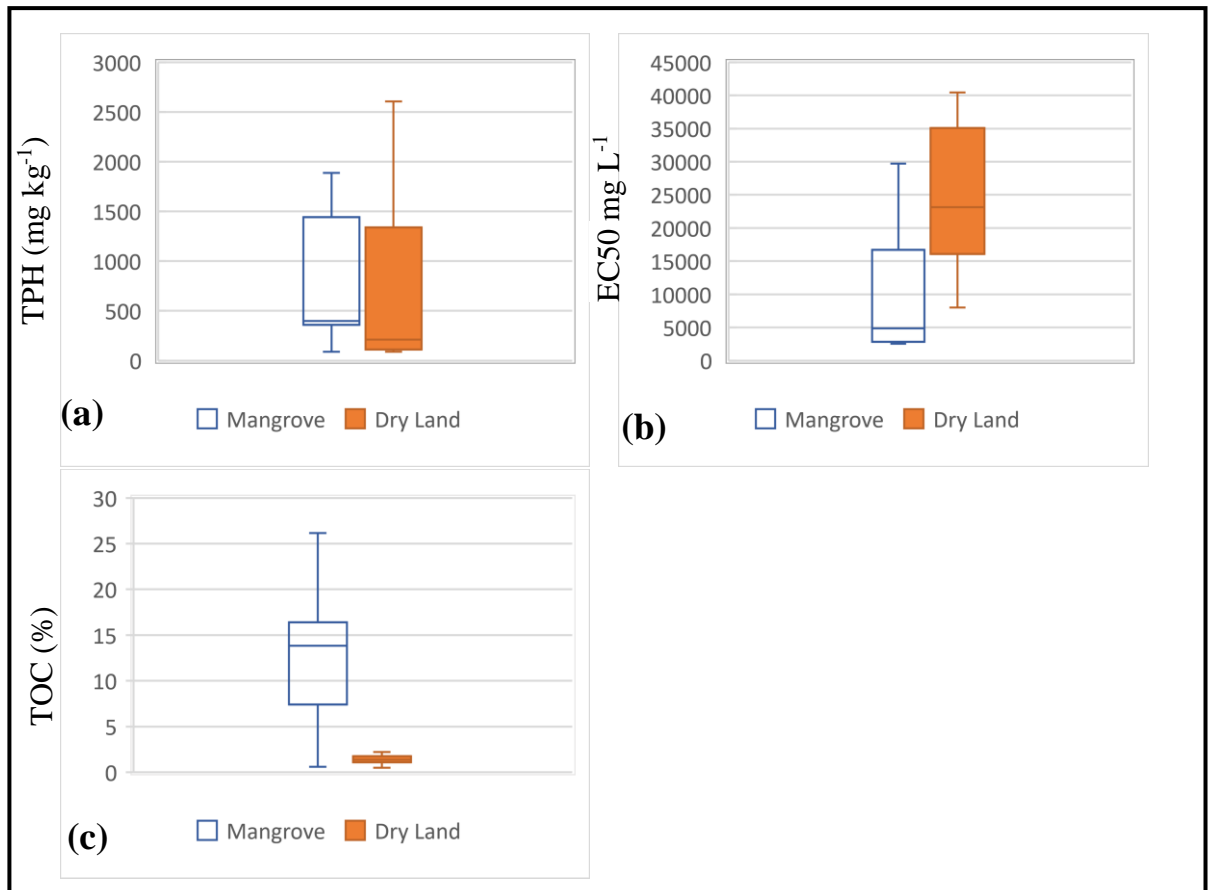 TPH (mg kg⁻¹)
3000
2500
2000
1500
1000
500
0
(a)
Mangrove Dry Land
EC50 mg L⁻¹
45000
40000
35000
30000
25000
20000
15000
10000
5000
0
(b)
Mangrove Dry Land
TOC (%)
30
25
20
15
10
5
0
(c)
Mangrove Dry Land